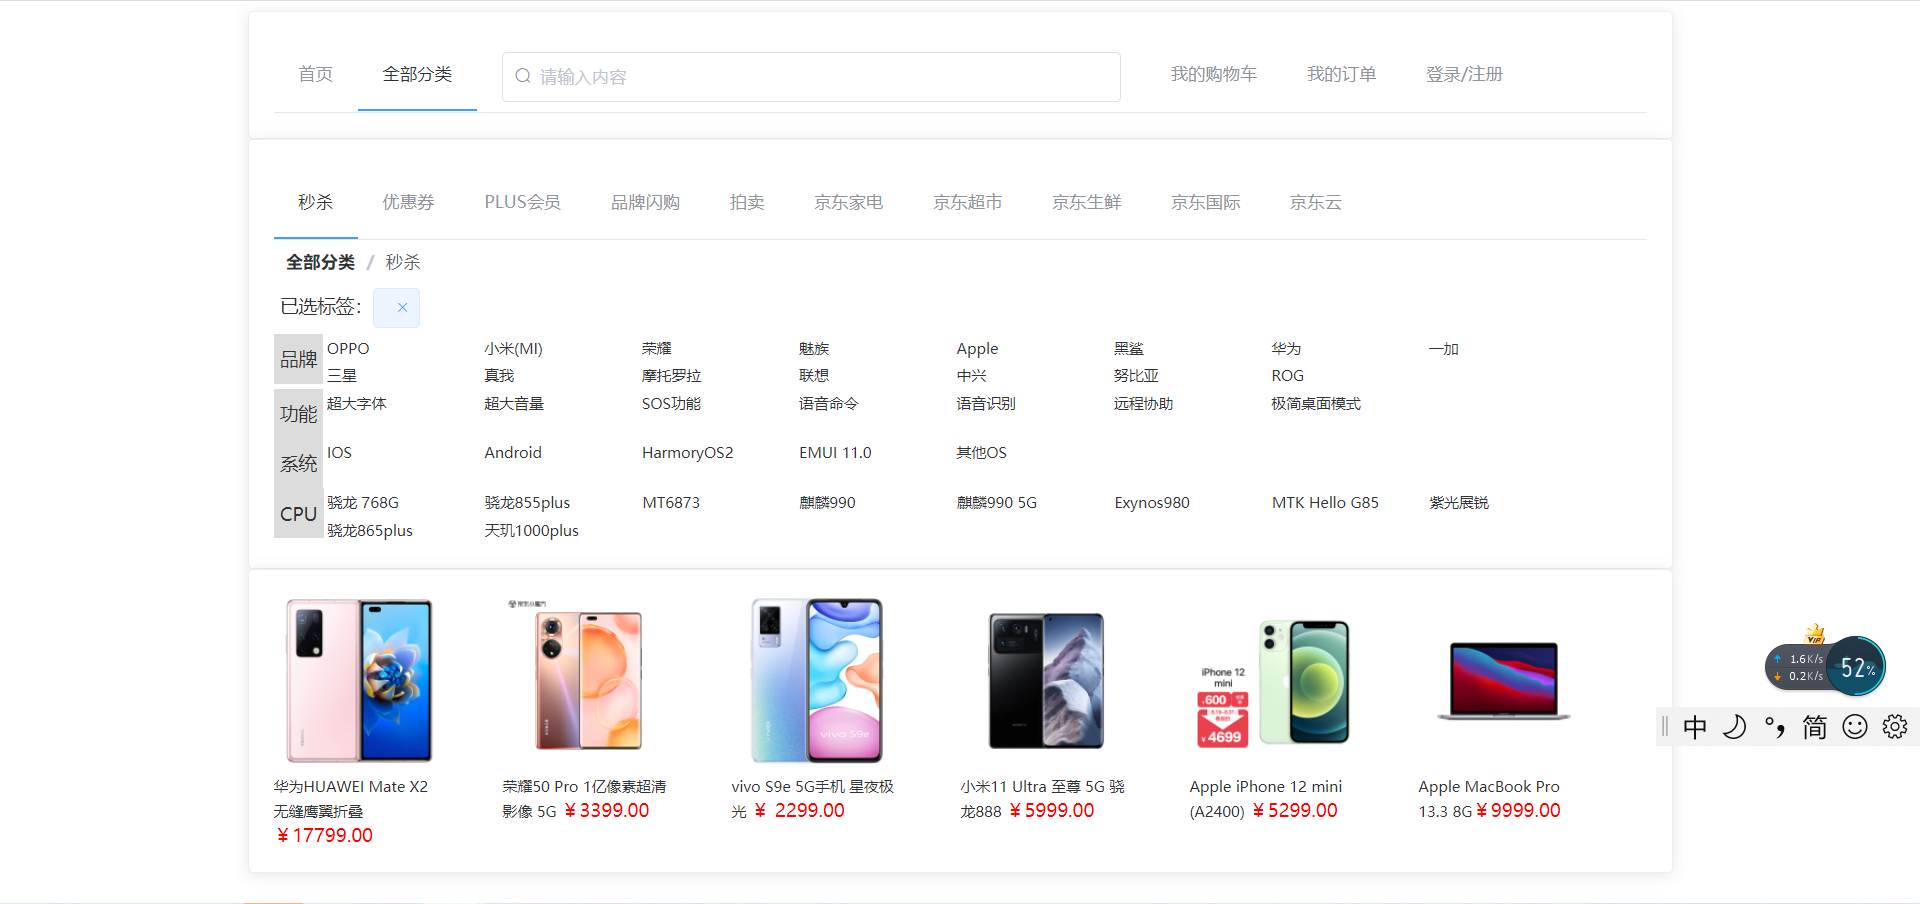 首页 全部分类 请输入内容 我的购物车 我的订单 登录/注册
秒杀 优惠券 PLUS会员 品牌闪购 拍卖 京东家电 京东超市 京东生鲜 京东国际 京东云
全部分类 / 秒杀
已选标签： ×
品牌 OPPO 小米(MI) 荣耀 魅族 Apple 黑鲨 华为 一加
三星 真我 摩托罗拉 联想 中兴 努比亚 ROG
功能 超大字体 超大音量 SOS功能 语音命令 语音识别 远程协助 极简桌面模式
系统 IOS Android HarmoryOS2 EMUI 11.0 其他OS
CPU 骁龙 768G 骁龙855plus MT6873 麒麟990 麒麟990 5G Exynos980 MTK Hello G85 紫光展锐
骁龙865plus 天玑1000plus
vivo S9e
iPhone 12
mini
600
4699
华为HUAWEI Mate X2
无缝鹰翼折叠
¥17799.00
荣耀50 Pro 1亿像素超清
影像 5G ¥3399.00
vivo S9e 5G手机 星夜极
光 ¥ 2299.00
小米11 Ultra 至尊 5G 骁
龙888 ¥5999.00
Apple iPhone 12 mini
(A2400) ¥5299.00
Apple MacBook Pro
13.3 8G ¥9999.00
VIP
1.6K/s
0.2K/s
52%
中 °, 简